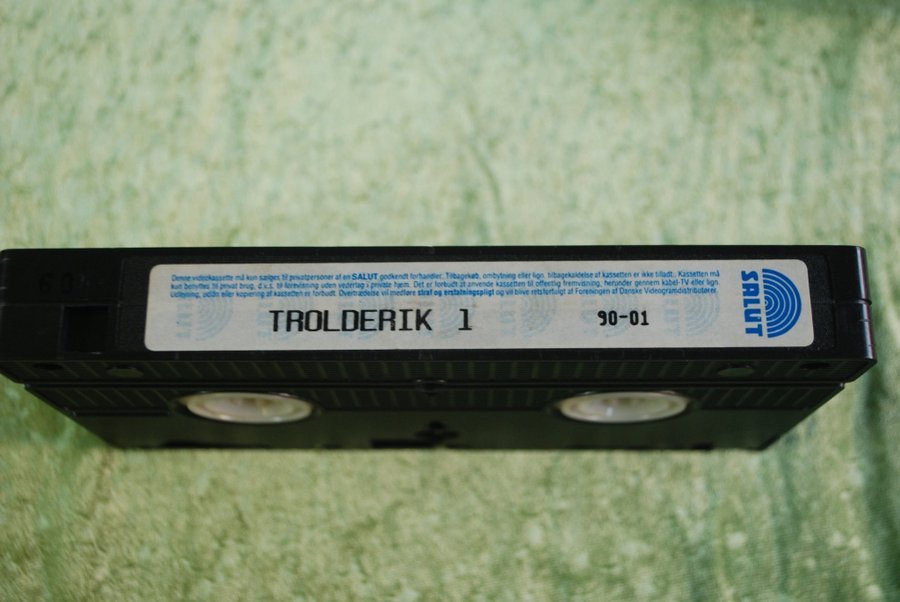 Denne videokassette må kun sælges til privatpersoner af en SALUT godkendt forhandler. Tilbagekøb, ombytning eller lign. tilbagekaldelse af kassetten er ikke tilladt. Kassetten må
kun benyttes til privat brug, d.v.s. til forevisning uden vederlag i private hjem. Det er forbudt at anvende kassetten til offentlig fremvisning, herunder gennem kabel-TV eller lign.
Udlejning, udlån eller kopiering af kassetten er forbudt. Overtrædelse vil medføre straf og erstatningspligt og vil blive retsforfulgt af Foreningen af Danske Videogramdistributører.
TROLDERIK 1 90-01
SALUT